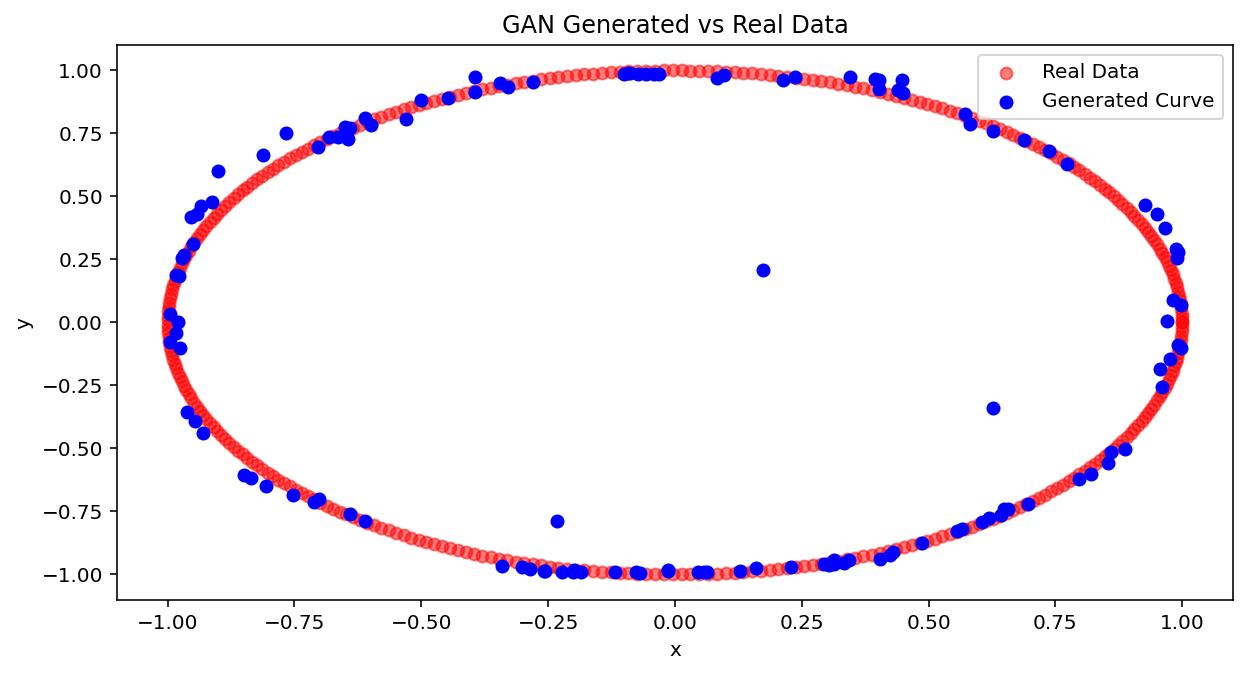 GAN Generated vs Real Data
Real Data
Generated Curve
1.00
0.75
0.50
0.25
0.00
−0.25
−0.50
−0.75
−1.00
y
−1.00 −0.75 −0.50 −0.25 0.00 0.25 0.50 0.75 1.00
x